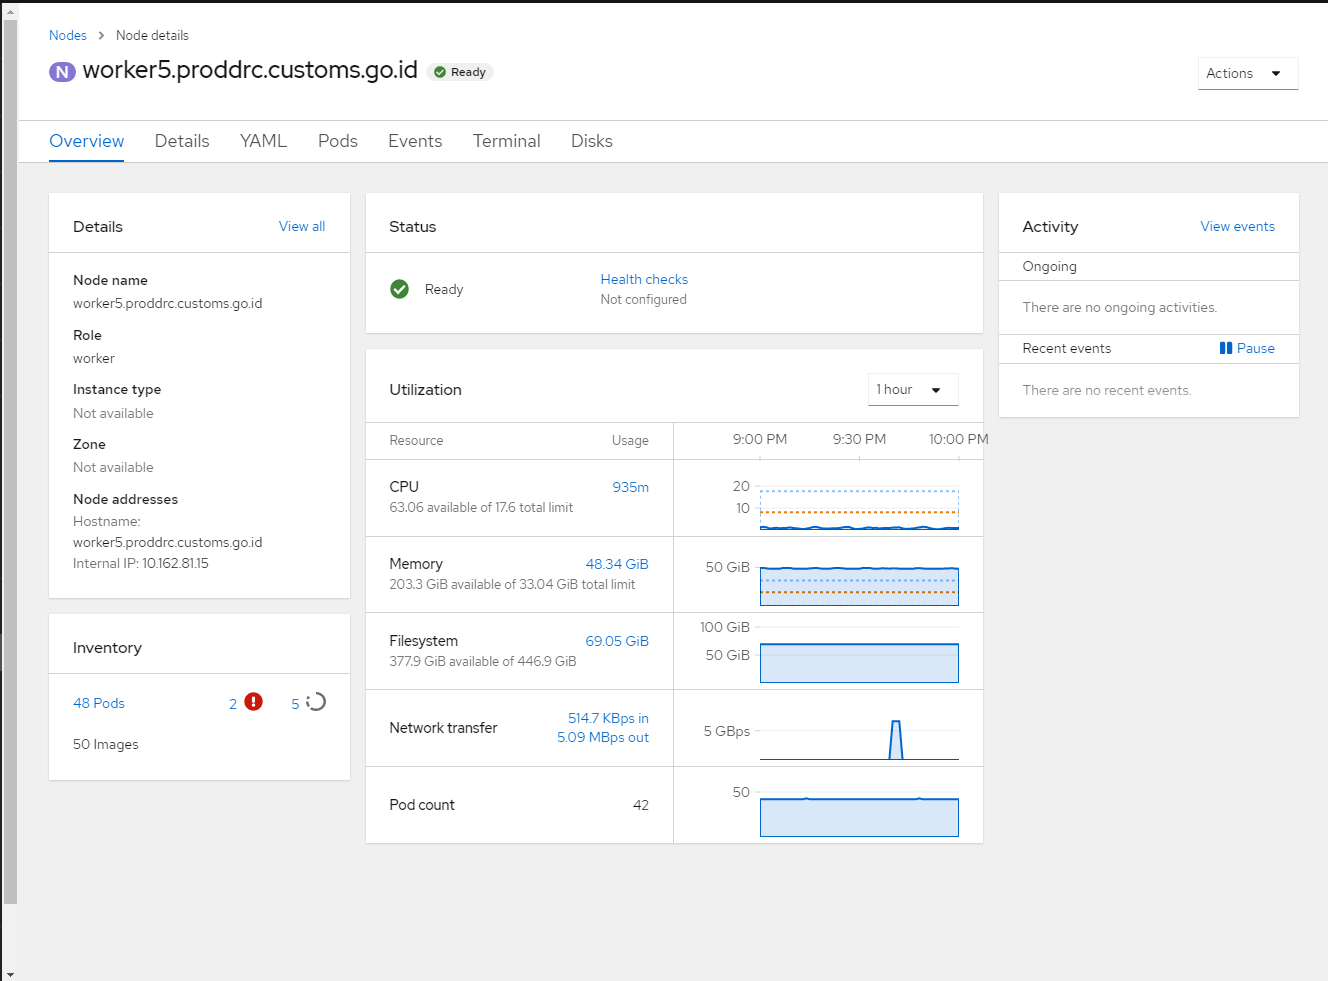 Nodes > Node details
N worker5.proddrc.customs.go.id Ready
Actions
Overview Details YAML Pods Events Terminal Disks
Details View all
Node name
worker5.proddrc.customs.go.id
Role
worker
Instance type
Not available
Zone
Not available
Node addresses
Hostname:
worker5.proddrc.customs.go.id
Internal IP: 10.162.81.15
Inventory
48 Pods 2 5
50 Images
Status
Ready
Health checks
Not configured
Utilization 1 hour
Resource Usage 9:00 PM 9:30 PM 10:00 PM
CPU 935m
63.06 available of 17.6 total limit
20
10
Memory 48.34 GiB
203.3 GiB available of 33.04 GiB total limit
50 GiB
Filesystem 69.05 GiB
377.9 GiB available of 446.9 GiB
100 GiB
50 GiB
Network transfer 514.7 KBps in
5.09 MBps out
5 GBps
Pod count 42
50
Activity View events
Ongoing
There are no ongoing activities.
Recent events Pause
There are no recent events.